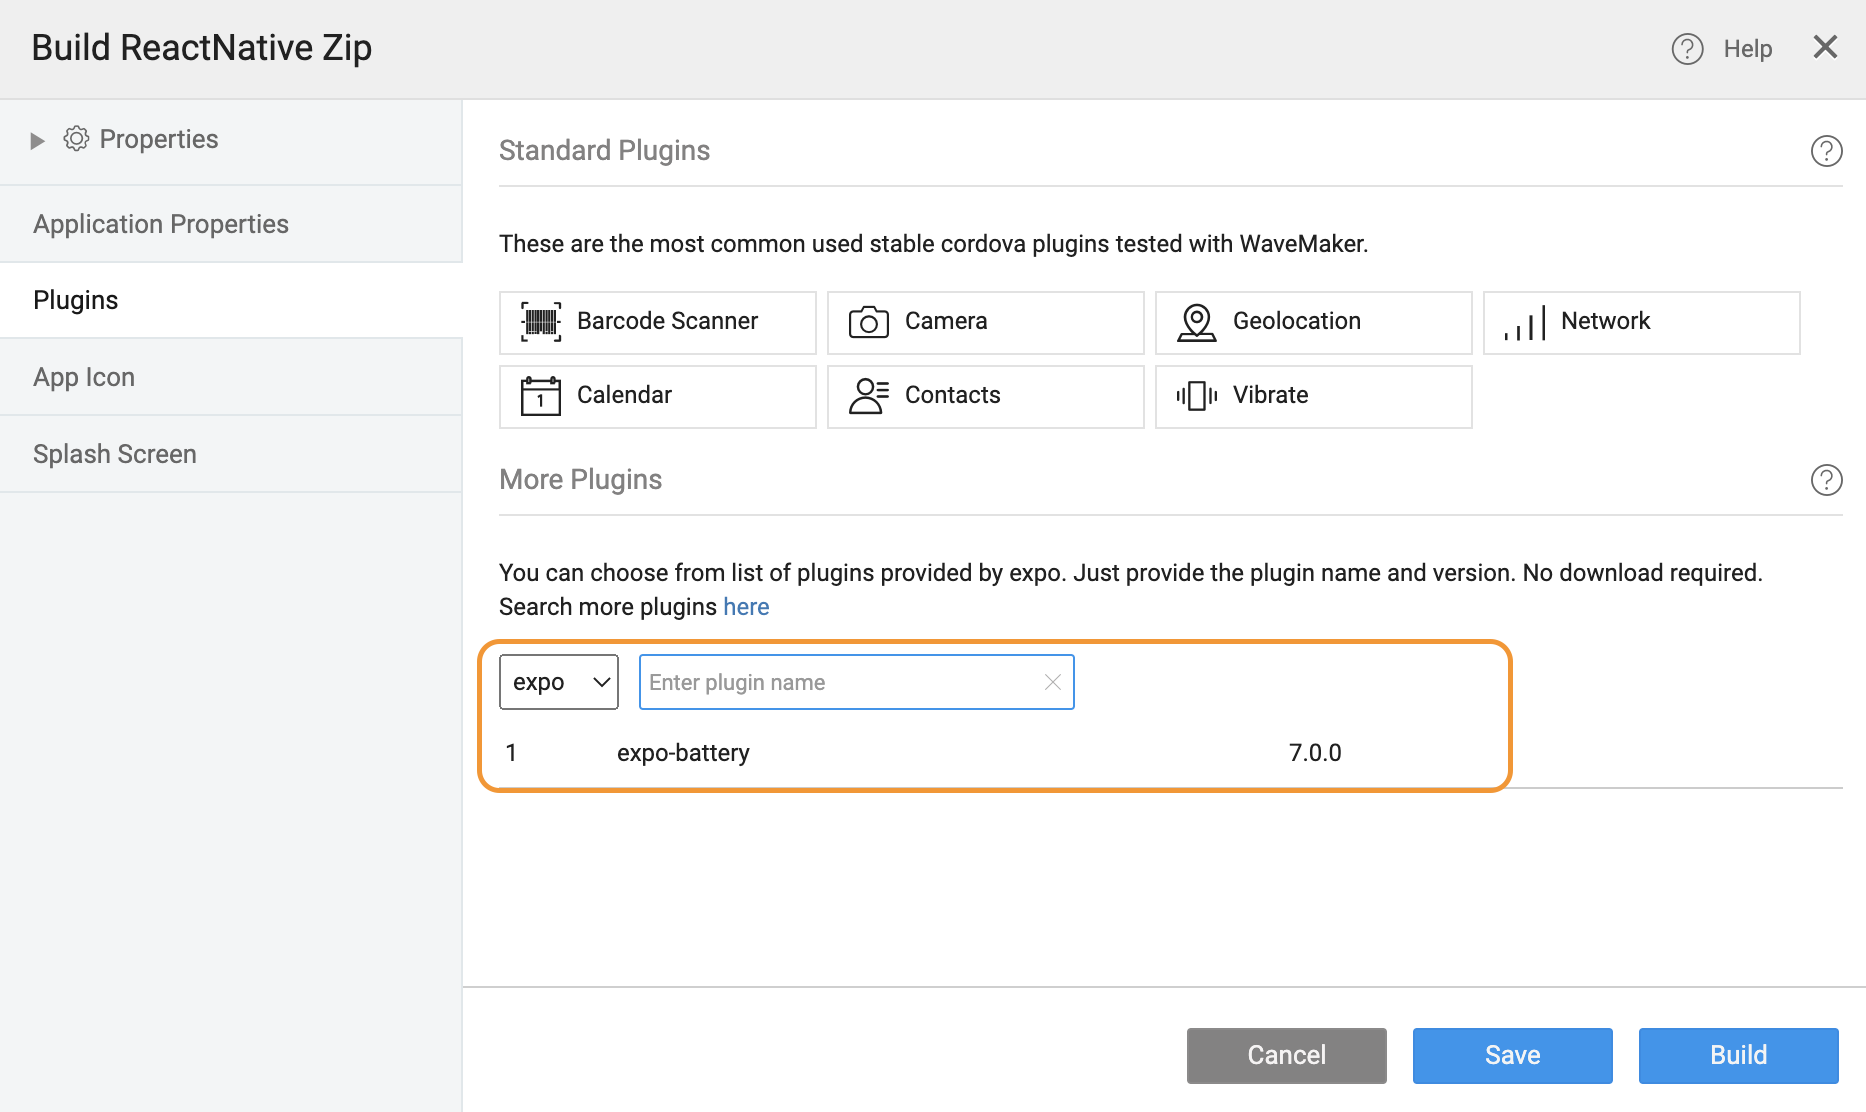 Build ReactNative Zip
? Help
Properties
Application Properties
Plugins
App Icon
Splash Screen
Standard Plugins
?
These are the most common used stable cordova plugins tested with WaveMaker.
Barcode Scanner
Camera
Geolocation
Network
1 Calendar
Contacts
Vibrate
More Plugins
?
You can choose from list of plugins provided by expo. Just provide the plugin name and version. No download required.
Search more plugins here
expo
Enter plugin name
1 expo-battery 7.0.0
Cancel
Save
Build